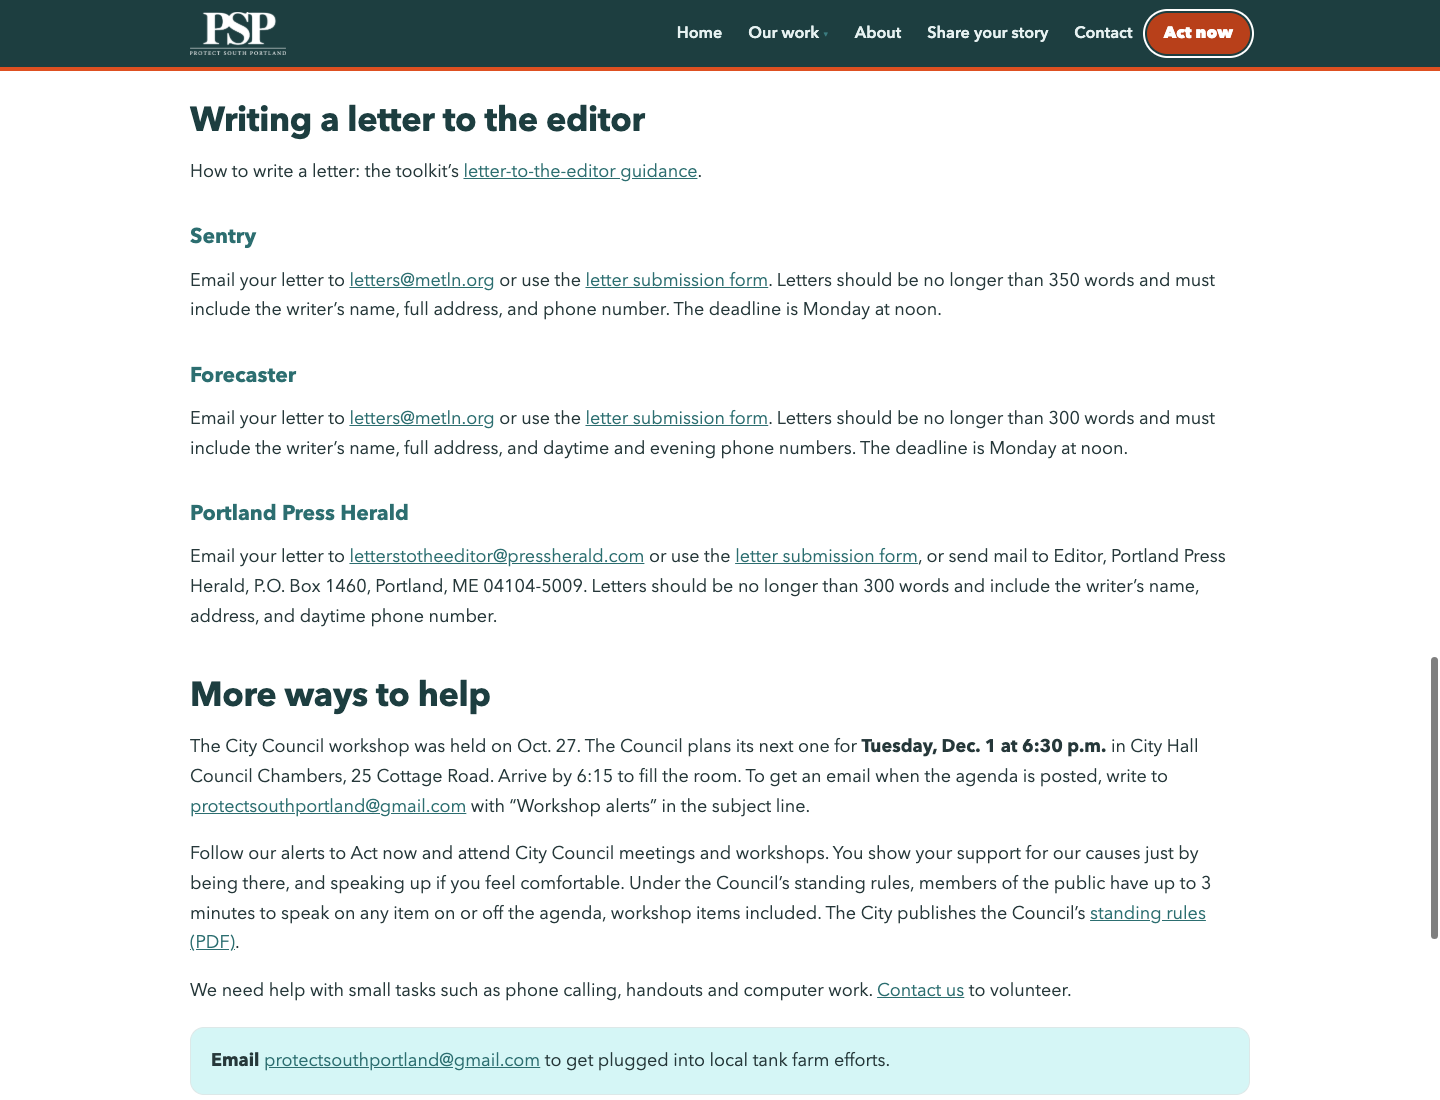 PSP
PROTECT SOUTH PORTLAND
Home
Our work
About
Share your story
Contact
Act now
Writing a letter to the editor
How to write a letter: the toolkit’s letter-to-the-editor guidance.
Sentry
Email your letter to letters@metln.org or use the letter submission form. Letters should be no longer than 350 words and must
include the writer’s name, full address, and phone number. The deadline is Monday at noon.
Forecaster
Email your letter to letters@metln.org or use the letter submission form. Letters should be no longer than 300 words and must
include the writer’s name, full address, and daytime and evening phone numbers. The deadline is Monday at noon.
Portland Press Herald
Email your letter to letterstotheeditor@pressherald.com or use the letter submission form, or send mail to Editor, Portland Press
Herald, P.O. Box 1460, Portland, ME 04104-5009. Letters should be no longer than 300 words and include the writer’s name,
address, and daytime phone number.
More ways to help
The City Council workshop was held on Oct. 27. The Council plans its next one for Tuesday, Dec. 1 at 6:30 p.m. in City Hall
Council Chambers, 25 Cottage Road. Arrive by 6:15 to fill the room. To get an email when the agenda is posted, write to
protectsouthportland@gmail.com with “Workshop alerts” in the subject line.
Follow our alerts to Act now and attend City Council meetings and workshops. You show your support for our causes just by
being there, and speaking up if you feel comfortable. Under the Council’s standing rules, members of the public have up to 3
minutes to speak on any item on or off the agenda, workshop items included. The City publishes the Council’s standing rules
(PDF).
We need help with small tasks such as phone calling, handouts and computer work. Contact us to volunteer.
Email protectsouthportland@gmail.com to get plugged into local tank farm efforts.